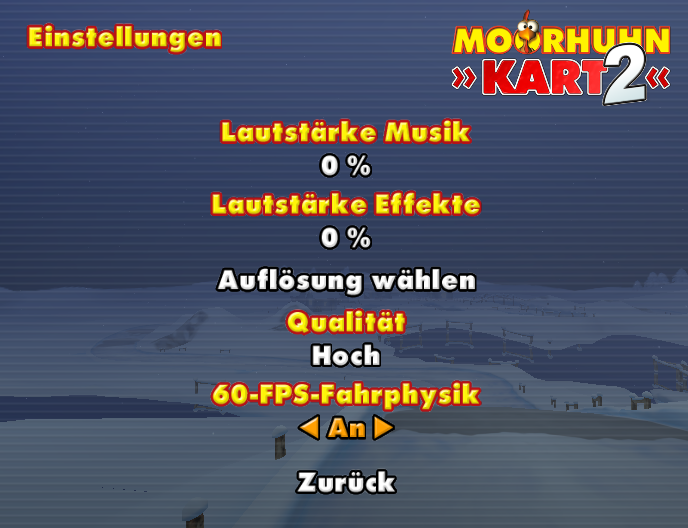 Einstellungen
MOORHUHN
»KART2«
Lautstärke Musik
0 %
Lautstärke Effekte
0 %
Auflösung wählen
Qualität
Hoch
60-FPS-Fahrphysik
An
Zurück